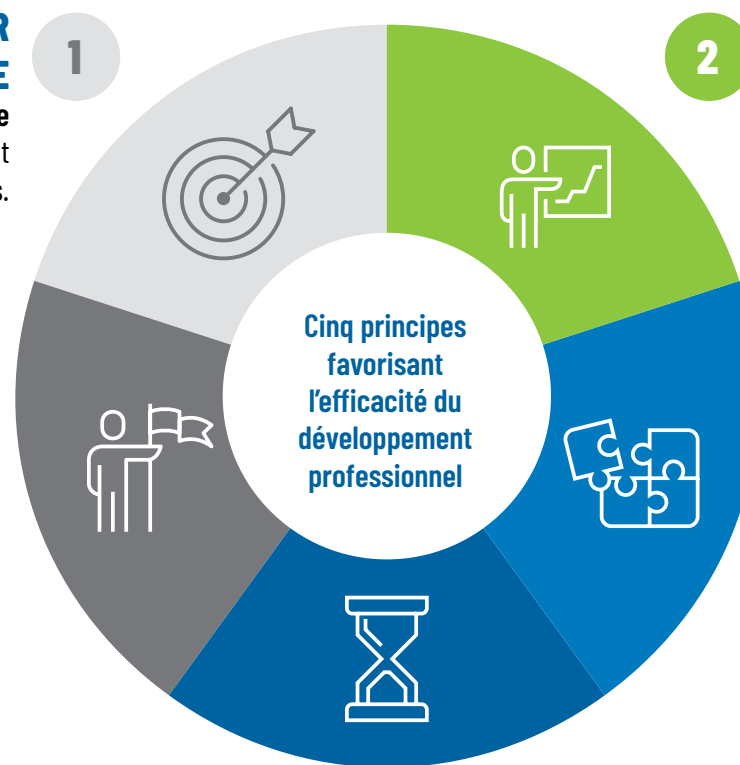 R
1
2
E
e
t
s.
Cinq principes
favorisant
l'efficacité du
développement
professionnel